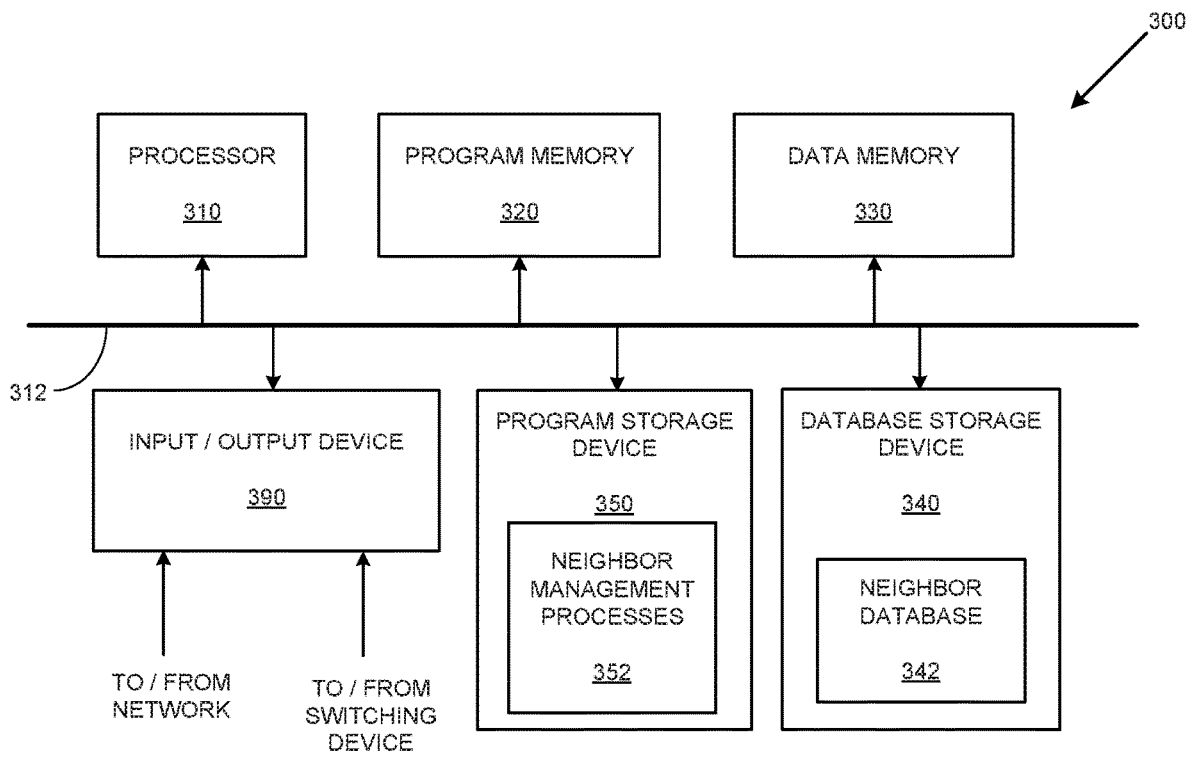 300
PROCESSOR
310
PROGRAM MEMORY
320
DATA MEMORY
330
312
INPUT / OUTPUT DEVICE
390
PROGRAM STORAGE
DEVICE
350
NEIGHBOR
MANAGEMENT
PROCESSES
352
DATABASE STORAGE
DEVICE
340
NEIGHBOR
DATABASE
342
TO / FROM
NETWORK
TO / FROM
SWITCHING
DEVICE